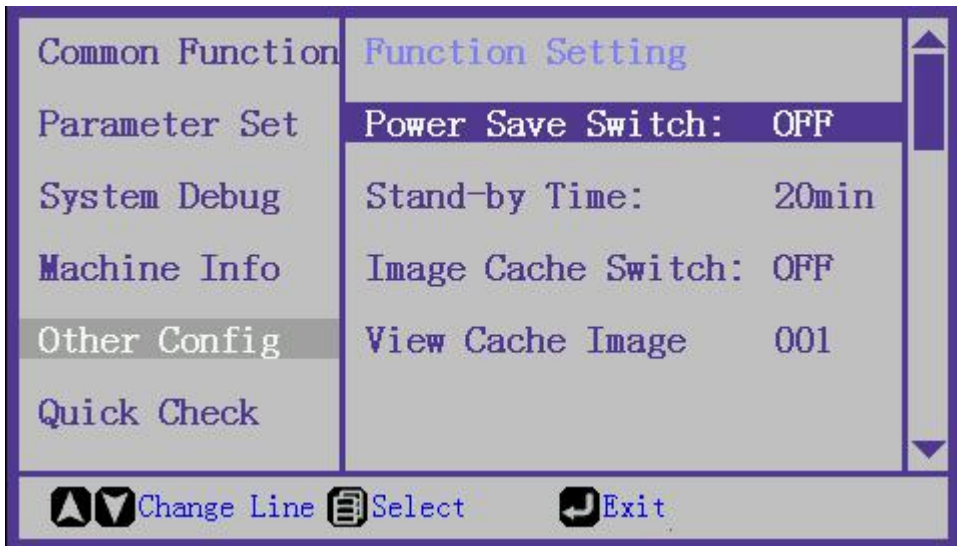 Common Function
Parameter Set
System Debug
Machine Info
Other Config
Quick Check
Function Setting
Power Save Switch: OFF
Stand-by Time: 20min
Image Cache Switch: OFF
View Cache Image 001
Change Line Select Exit